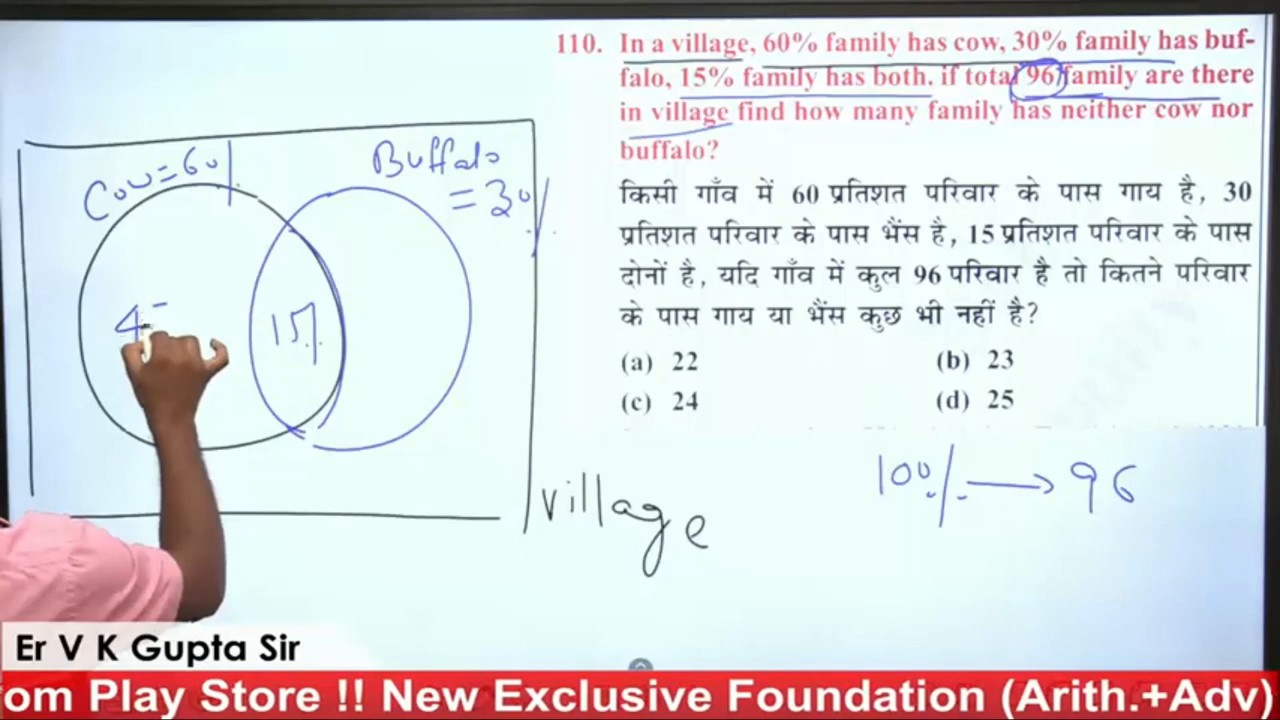 110. In a village, 60% family has cow, 30% family has buf-
falo, 15% family has both. if total 96 family are there
in village find how many family has neither cow nor
buffalo?
किसी गाँव में 60 प्रतिशत परिवार के पास गाय है, 30
प्रतिशत परिवार के पास भैंस है, 15 प्रतिशत परिवार के पास
दोनों है, यदि गाँव में कुल 96 परिवार है तो कितने परिवार
के पास गाय या भैंस कुछ भी नहीं है?
(a) 22 (b) 23
(c) 24 (d) 25
Cow=60%
Buffalo
=30%
15%
village
100% → 96
Er V K Gupta Sir
om Play Store !! New Exclusive Foundation (Arith.+Adv)